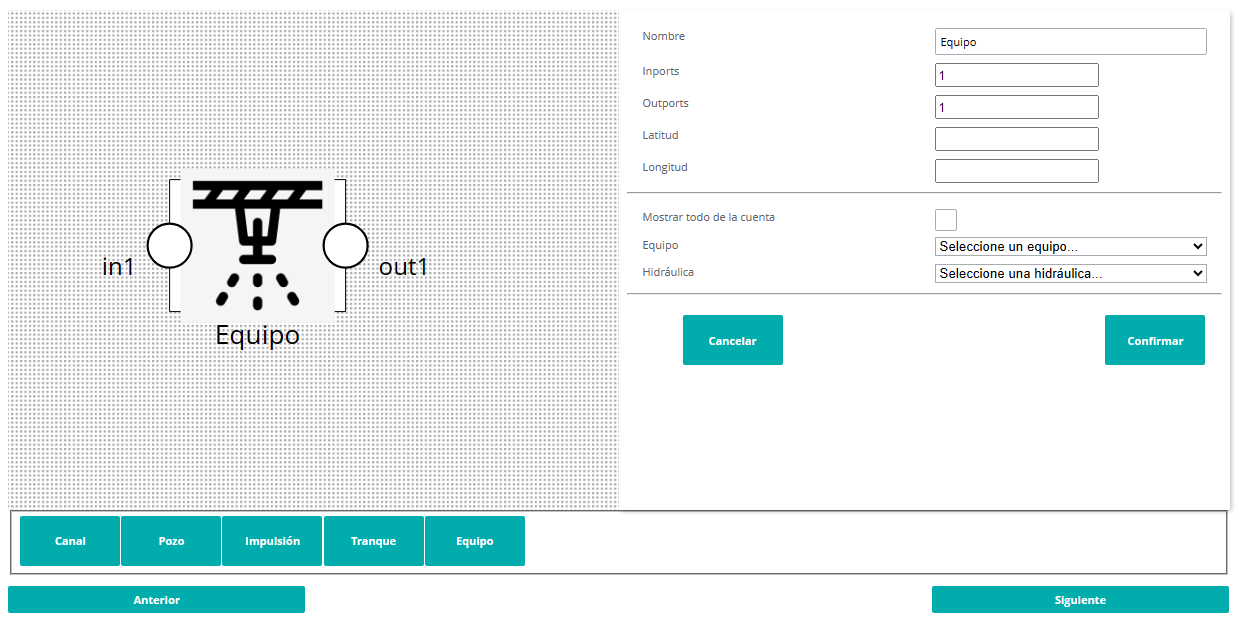 in1
out1
Equipo
Nombre
Equipo
Inports
1
Outports
1
Latitud
Longitud
Mostrar todo de la cuenta
Equipo
Seleccione un equipo...
Hidráulica
Seleccione una hidráulica...
Cancelar
Confirmar
Canal
Pozo
Impulsión
Tranque
Equipo
Anterior
Siguiente